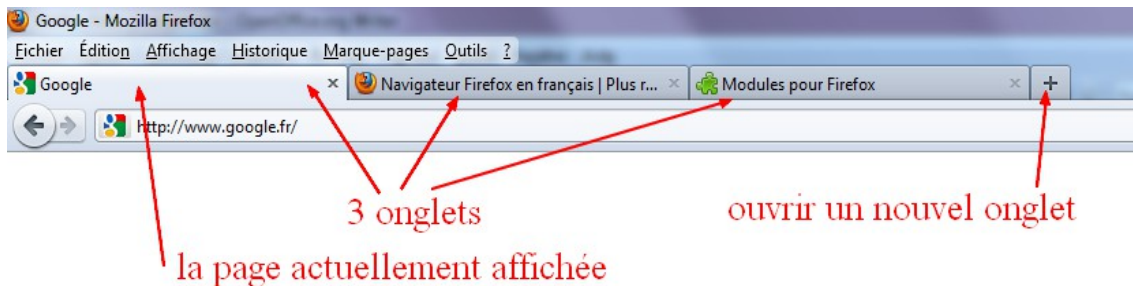 Google - Mozilla Firefox
Fichier Édition Affichage Historique Marque-pages Outils ?
Google × Navigateur Firefox en français | Plus r... × Modules pour Firefox × +
http://www.google.fr/
3 onglets
ouvrir un nouvel onglet
la page actuellement affichée